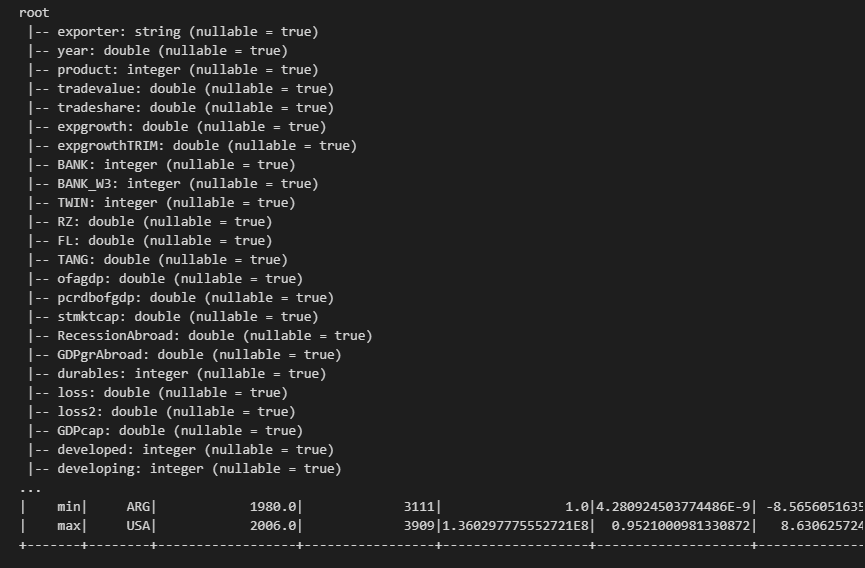 root
 |-- exporter: string (nullable = true)
 |-- year: double (nullable = true)
 |-- product: integer (nullable = true)
 |-- tradevalue: double (nullable = true)
 |-- tradeshare: double (nullable = true)
 |-- expgrowth: double (nullable = true)
 |-- expgrowthTRIM: double (nullable = true)
 |-- BANK: integer (nullable = true)
 |-- BANK_W3: integer (nullable = true)
 |-- TWIN: integer (nullable = true)
 |-- RZ: double (nullable = true)
 |-- FL: double (nullable = true)
 |-- TANG: double (nullable = true)
 |-- ofagdp: double (nullable = true)
 |-- pcrdbofgdp: double (nullable = true)
 |-- stmktcap: double (nullable = true)
 |-- RecessionAbroad: double (nullable = true)
 |-- GDPgrAbroad: double (nullable = true)
 |-- durables: integer (nullable = true)
 |-- loss: double (nullable = true)
 |-- loss2: double (nullable = true)
 |-- GDPcap: double (nullable = true)
 |-- developed: integer (nullable = true)
 |-- developing: integer (nullable = true)
...
|    min|     ARG|            1980.0|             3111|                1.0|4.280924503774486E-9| -8.5656051635
|    max|     USA|            2006.0|             3909|1.360297775552721E8|  0.9521000981330872|   8.630625724
+-------+--------+------------------+-----------------+-------------------+--------------------+--------------